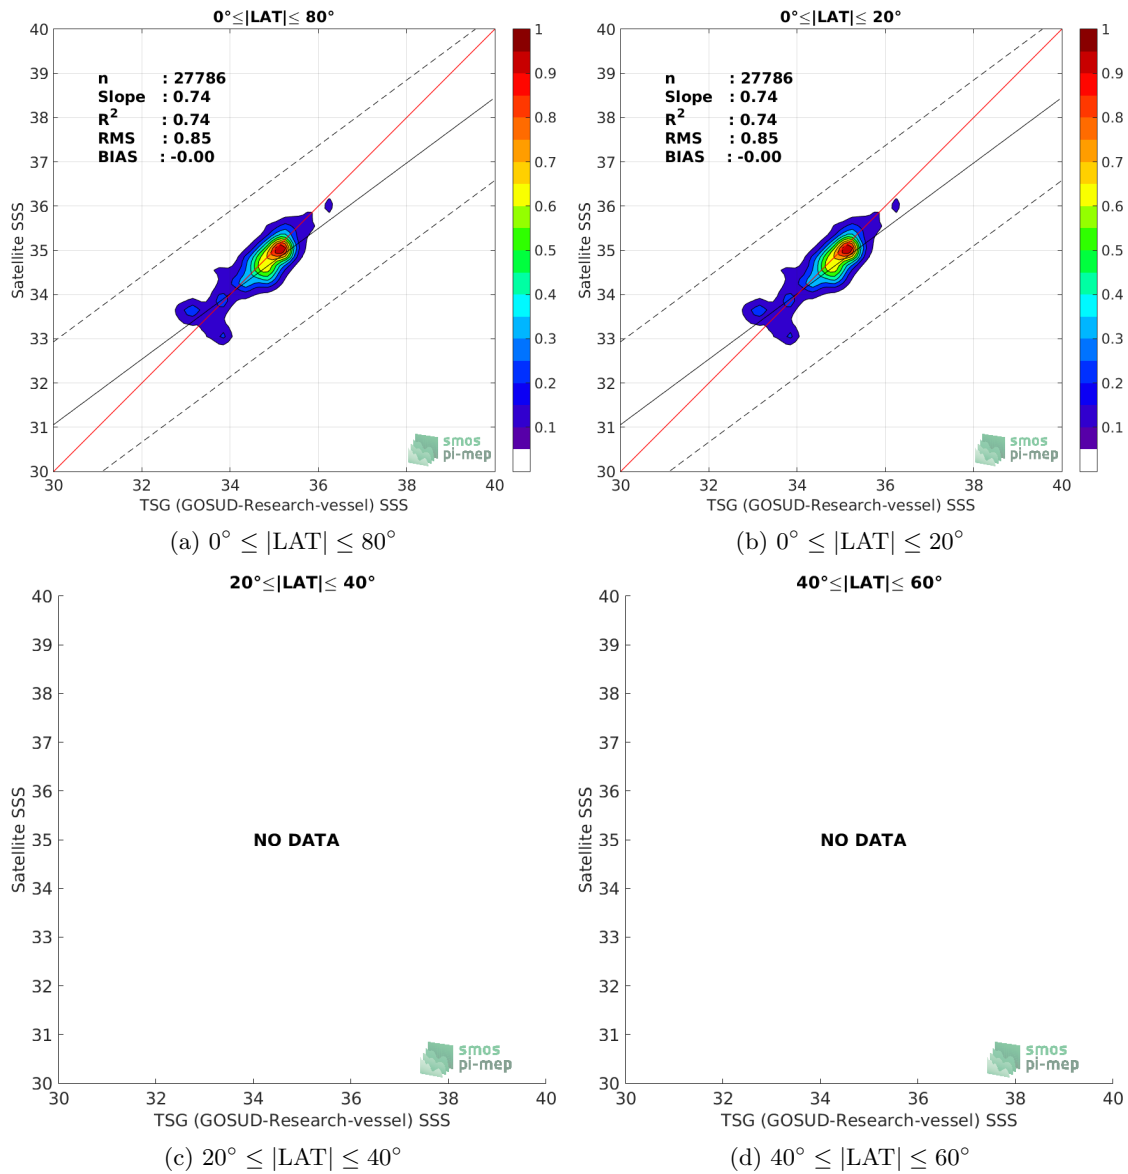 0°≤|LAT|≤ 80°
40
39
38
37
36
35
34
33
32
31
30
Satellite SSS
n : 27786
Slope : 0.74
R2 : 0.74
RMS : 0.85
BIAS : -0.00
smos
pi-mep
30 32 34 36 38 40
TSG (GOSUD-Research-vessel) SSS
1
0.9
0.8
0.7
0.6
0.5
0.4
0.3
0.2
0.1
(a) 0° ≤ |LAT| ≤ 80°
0°≤|LAT|≤ 20°
40
39
38
37
36
35
34
33
32
31
30
Satellite SSS
n : 27786
Slope : 0.74
R2 : 0.74
RMS : 0.85
BIAS : -0.00
smos
pi-mep
30 32 34 36 38 40
TSG (GOSUD-Research-vessel) SSS
1
0.9
0.8
0.7
0.6
0.5
0.4
0.3
0.2
0.1
(b) 0° ≤ |LAT| ≤ 20°
20°≤|LAT|≤ 40°
40
39
38
37
36
35
34
33
32
31
30
Satellite SSS
NO DATA
smos
pi-mep
30 32 34 36 38 40
TSG (GOSUD-Research-vessel) SSS
(c) 20° ≤ |LAT| ≤ 40°
40°≤|LAT|≤ 60°
40
39
38
37
36
35
34
33
32
31
30
Satellite SSS
NO DATA
smos
pi-mep
30 32 34 36 38 40
TSG (GOSUD-Research-vessel) SSS
(d) 40° ≤ |LAT| ≤ 60°